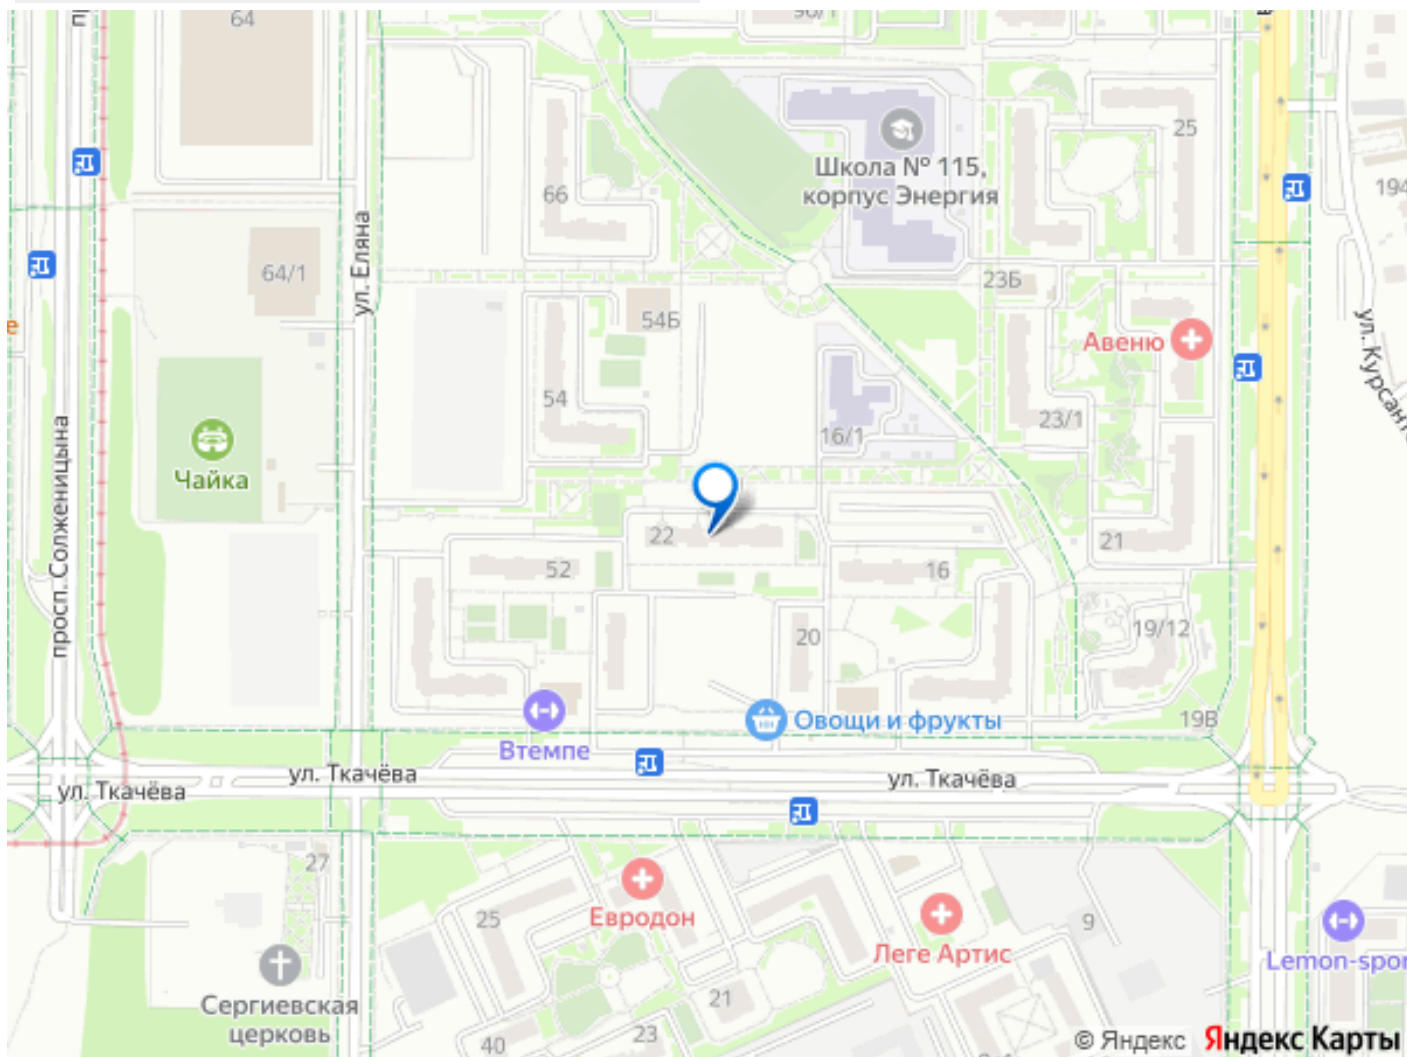 64
66
Школа № 115,
корпус Энергия
25
194
ул. Еляна
64/1
54Б
23Б
Авеню
ул. Курсант
54
23/1
16/1
Чайка
просп. Солженицына
22
21
52
16
20
19/12
19В
Овощи и фрукты
Втемпе
ул. Ткачёва
ул. Ткачёва
ул. Ткачёва
27
25
Евродон
9
Леге Артис
Lemon-spor
Сергиевская
церковь
21
23
40
© Яндекс Яндекс Карты